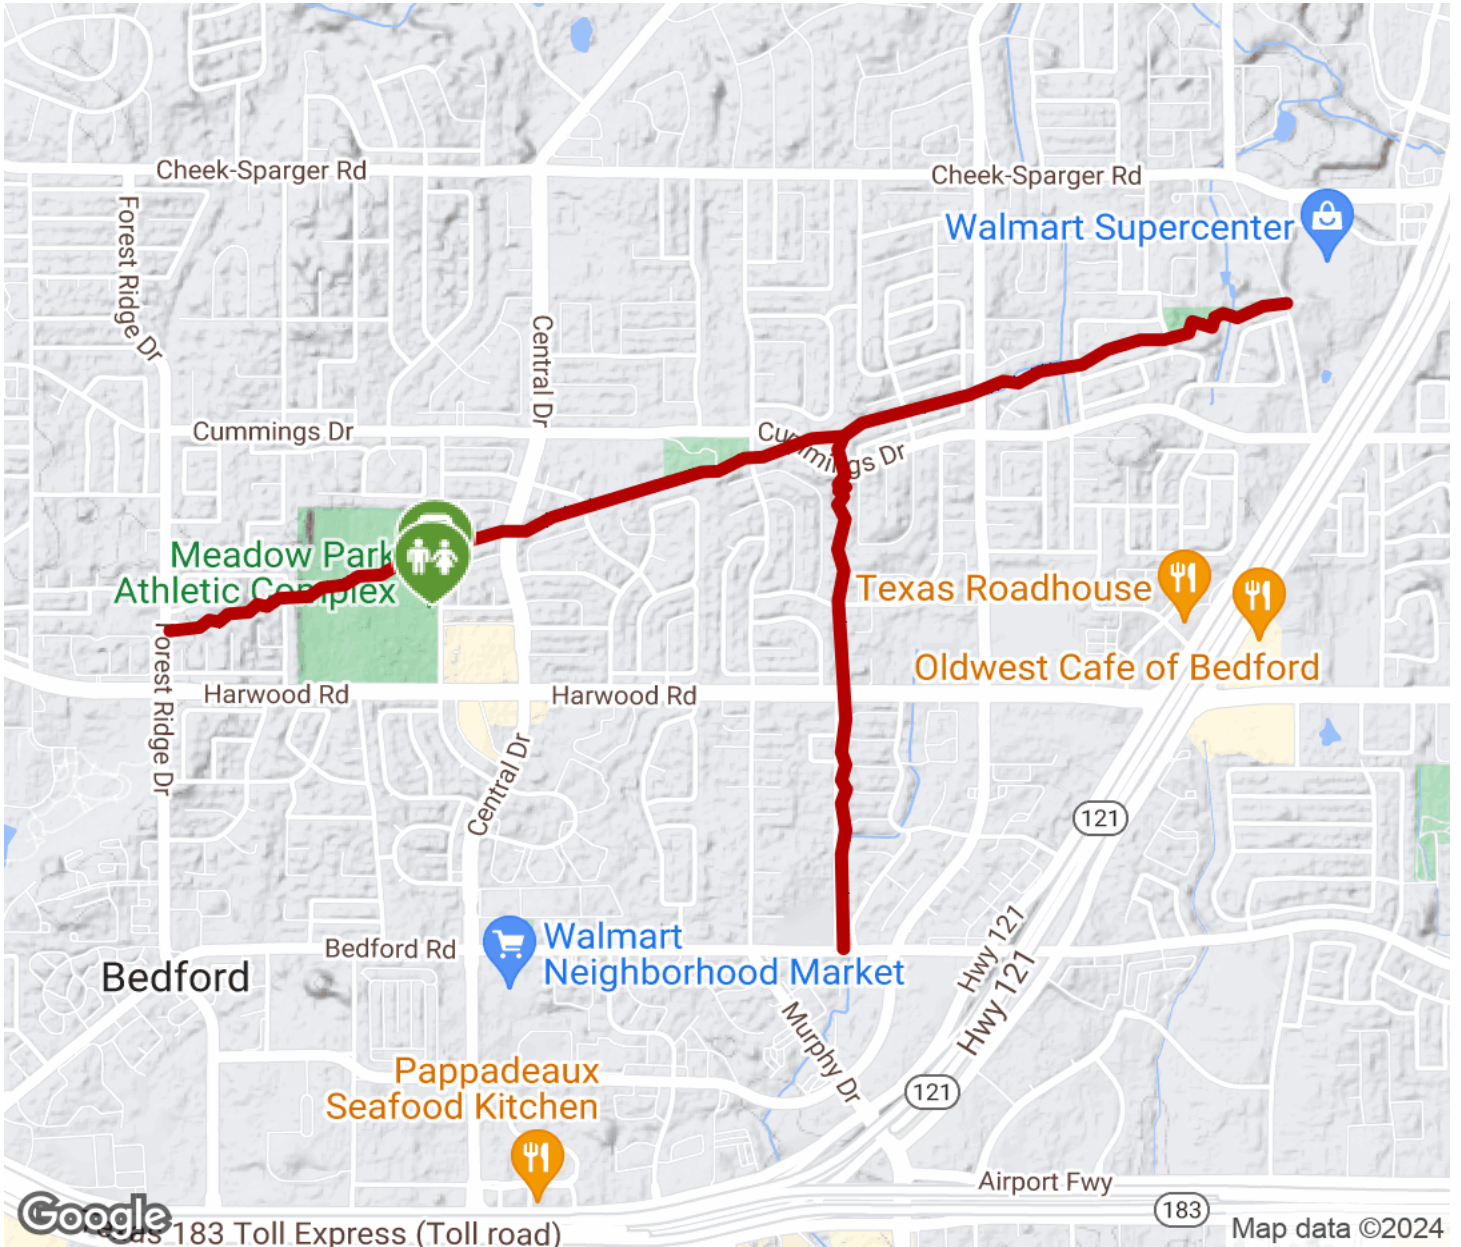 Cheek-Sparger Rd
Cheek-Sparger Rd
Forest Ridge Dr
Walmart Supercenter
Central Dr
Cummings Dr
Cummings Dr
Meadow Park
Athletic Complex
Texas Roadhouse
Oldwest Cafe of Bedford
Forest Ridge Dr
Harwood Rd
Harwood Rd
Central Dr
121
Hwy 121
Hwy 121
Bedford Rd
Walmart
Neighborhood Market
Bedford
Murphy Dr
Pappadeaux
Seafood Kitchen
121
Airport Fwy
183
Google
Texas 183 Toll Express (Toll road)
Map data ©2024